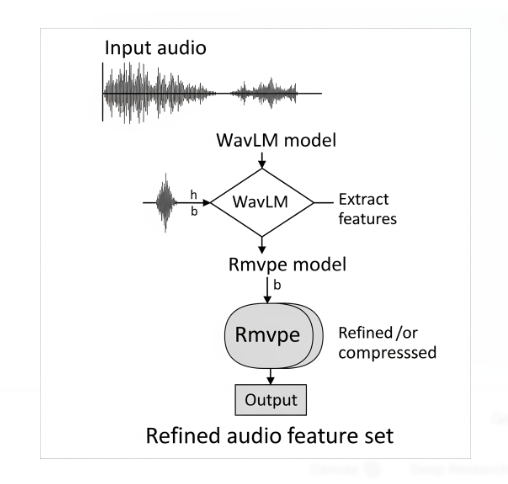 Input audio
WavLM model
h
b
WavLM
Extract
features
Rmvpe model
b
Rmvpe
Refined/or
compresssed
Output
Refined audio feature set